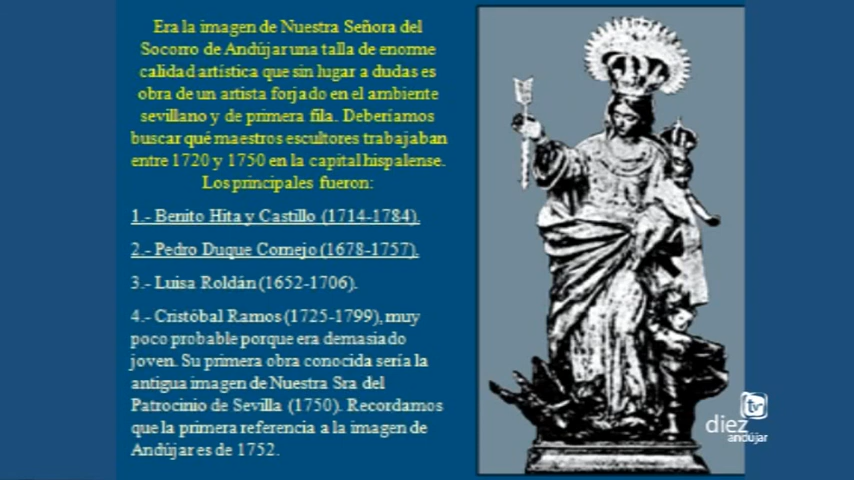 Era la imagen de Nuestra Señora del
Socorro de Andújar una talla de enorme
calidad artística que sin lugar a dudas es
obra de un artista forjado en el ambiente
sevillano y de primera fila. Deberíamos
buscar qué maestros escultores trabajaban
entre 1720 y 1750 en la capital hispalense.
Los principales fueron:
1.- Benito Hita y Castillo (1714-1784).
2.- Pedro Duque Cornejo (1678-1757).
3.- Luisa Roldán (1652-1706).
4.- Cristóbal Ramos (1725-1799), muy
poco probable porque era demasiado
joven. Su primera obra conocida sería la
antigua imagen de Nuestra Sra del
Patrocinio de Sevilla (1750). Recordamos
que la primera referencia a la imagen de
Andújar es de 1752.
tv
diez
andújar